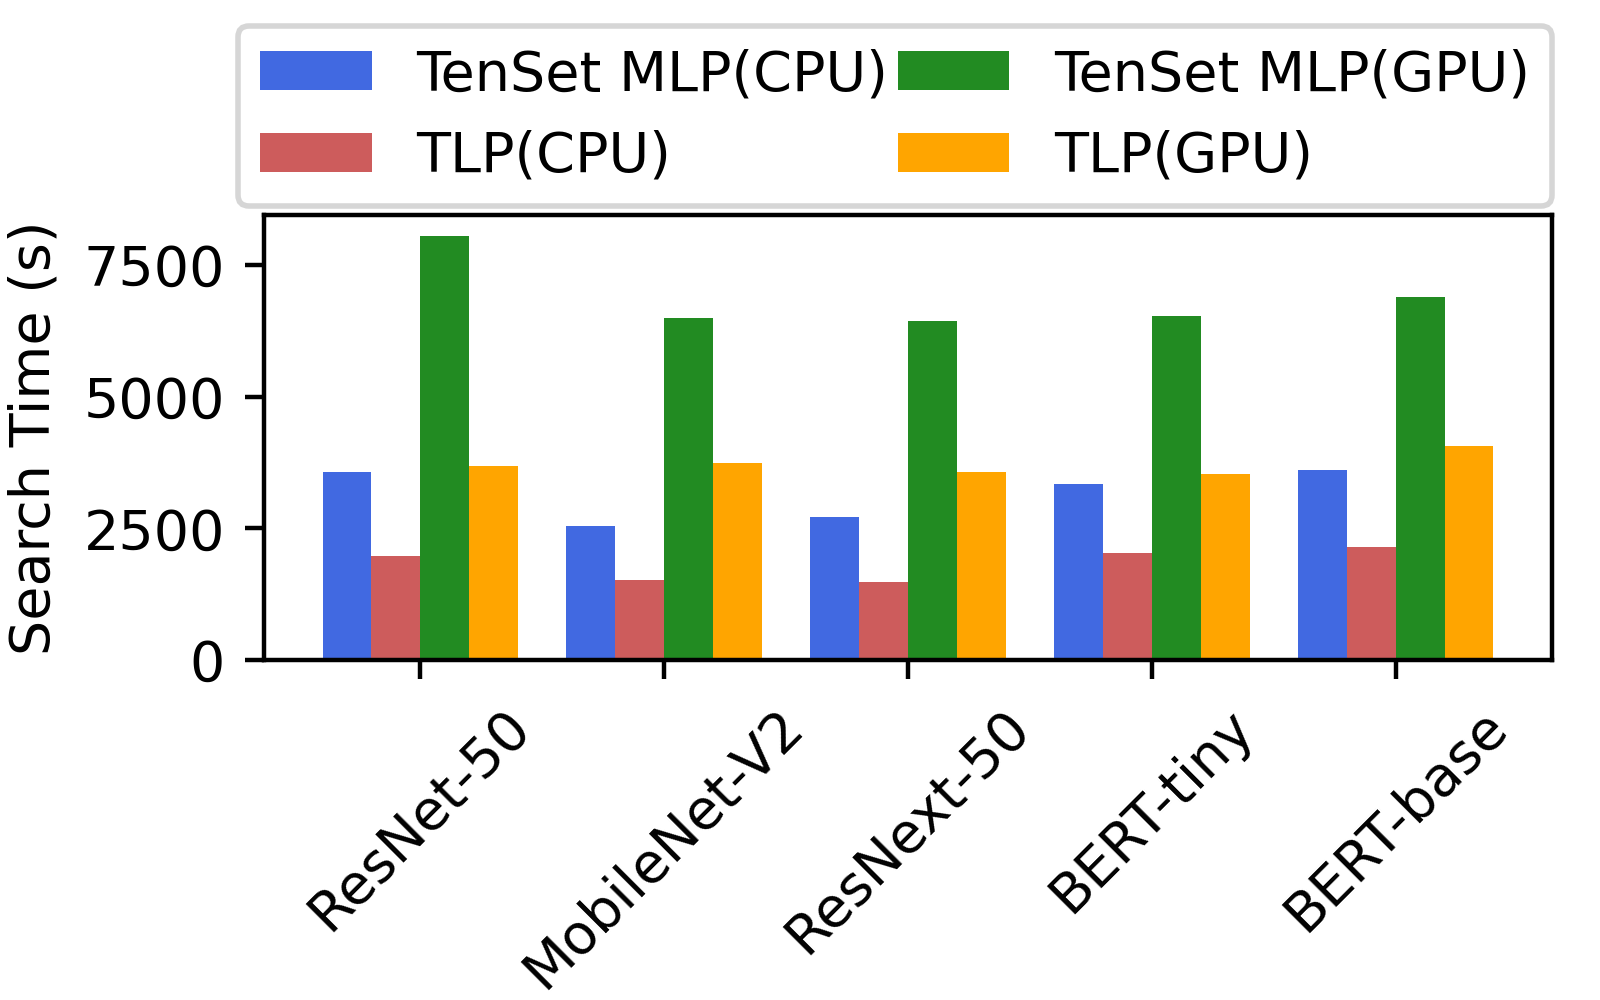 TenSet MLP(CPU) TenSet MLP(GPU)
TLP(CPU) TLP(GPU)
Search Time (s)
7500
5000
2500
0
ResNet-50
MobileNet-V2
ResNext-50
BERT-tiny
BERT-base